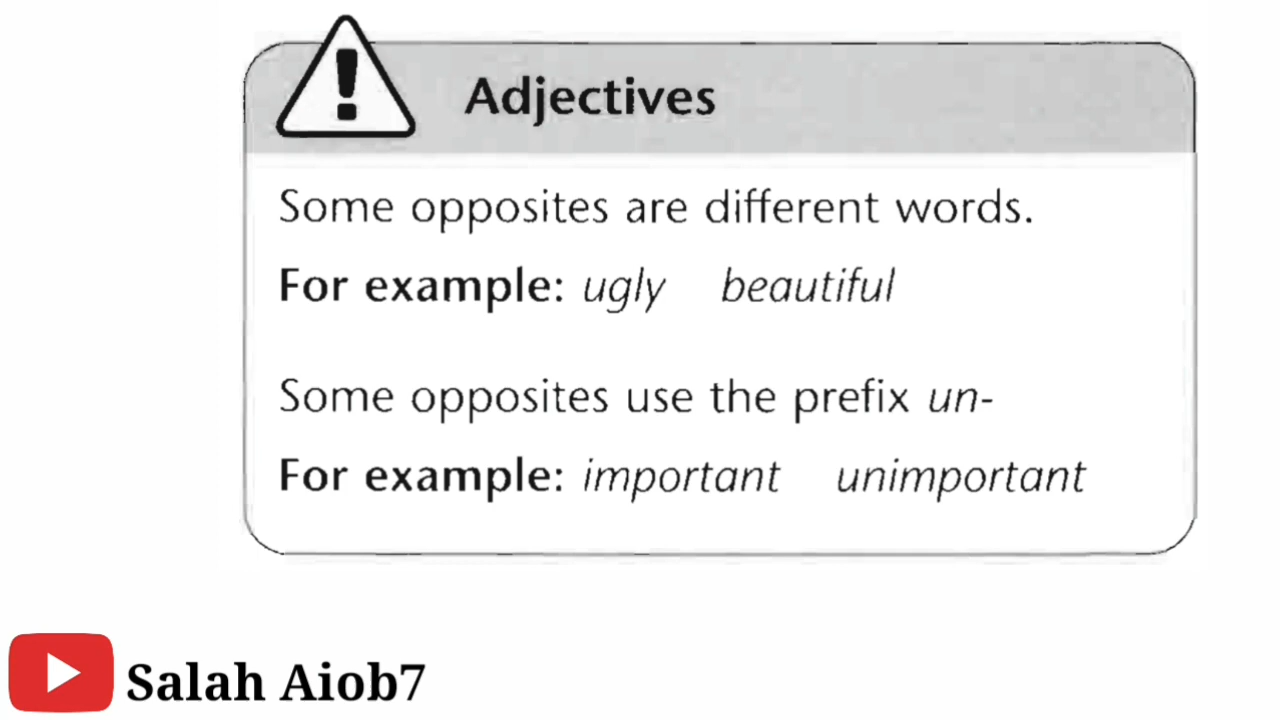 Adjectives
Some opposites are different words.
For example: ugly beautiful
Some opposites use the prefix un-
For example: important unimportant
Salah Aiob7